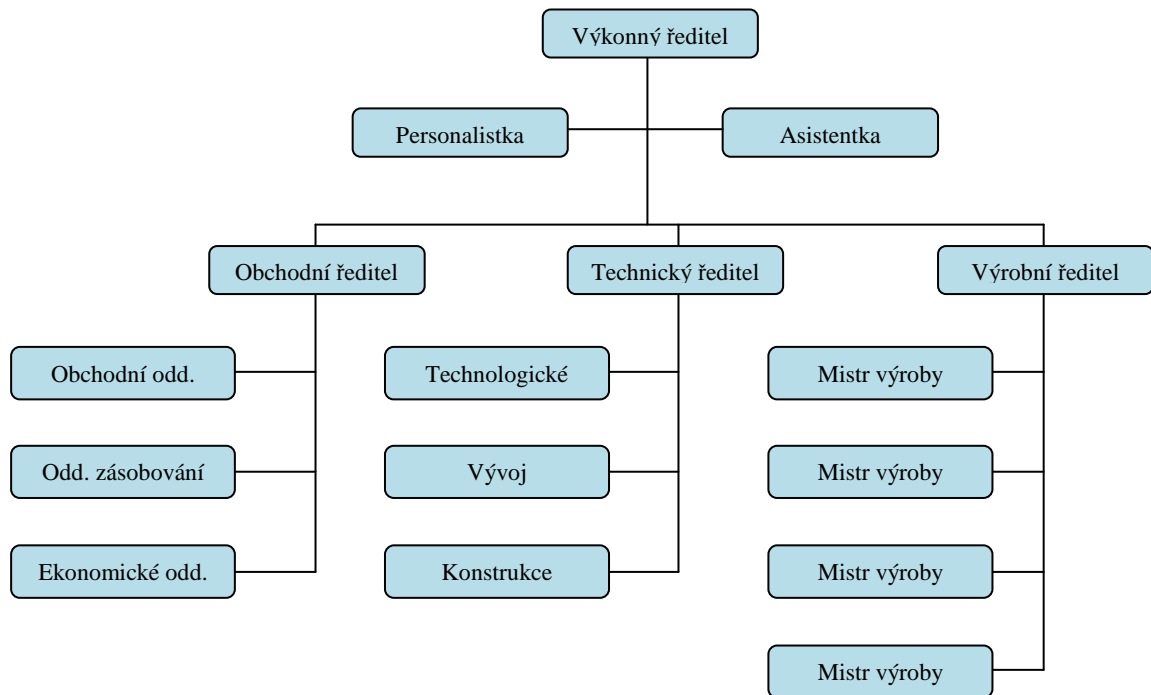 Výkonný ředitel
Personalistka
Asistentka
Obchodní ředitel
Technický ředitel
Výrobní ředitel
Obchodní odd.
Technologické
Mistr výroby
Odd. zásobování
Vývoj
Mistr výroby
Ekonomické odd.
Konstrukce
Mistr výroby
Mistr výroby